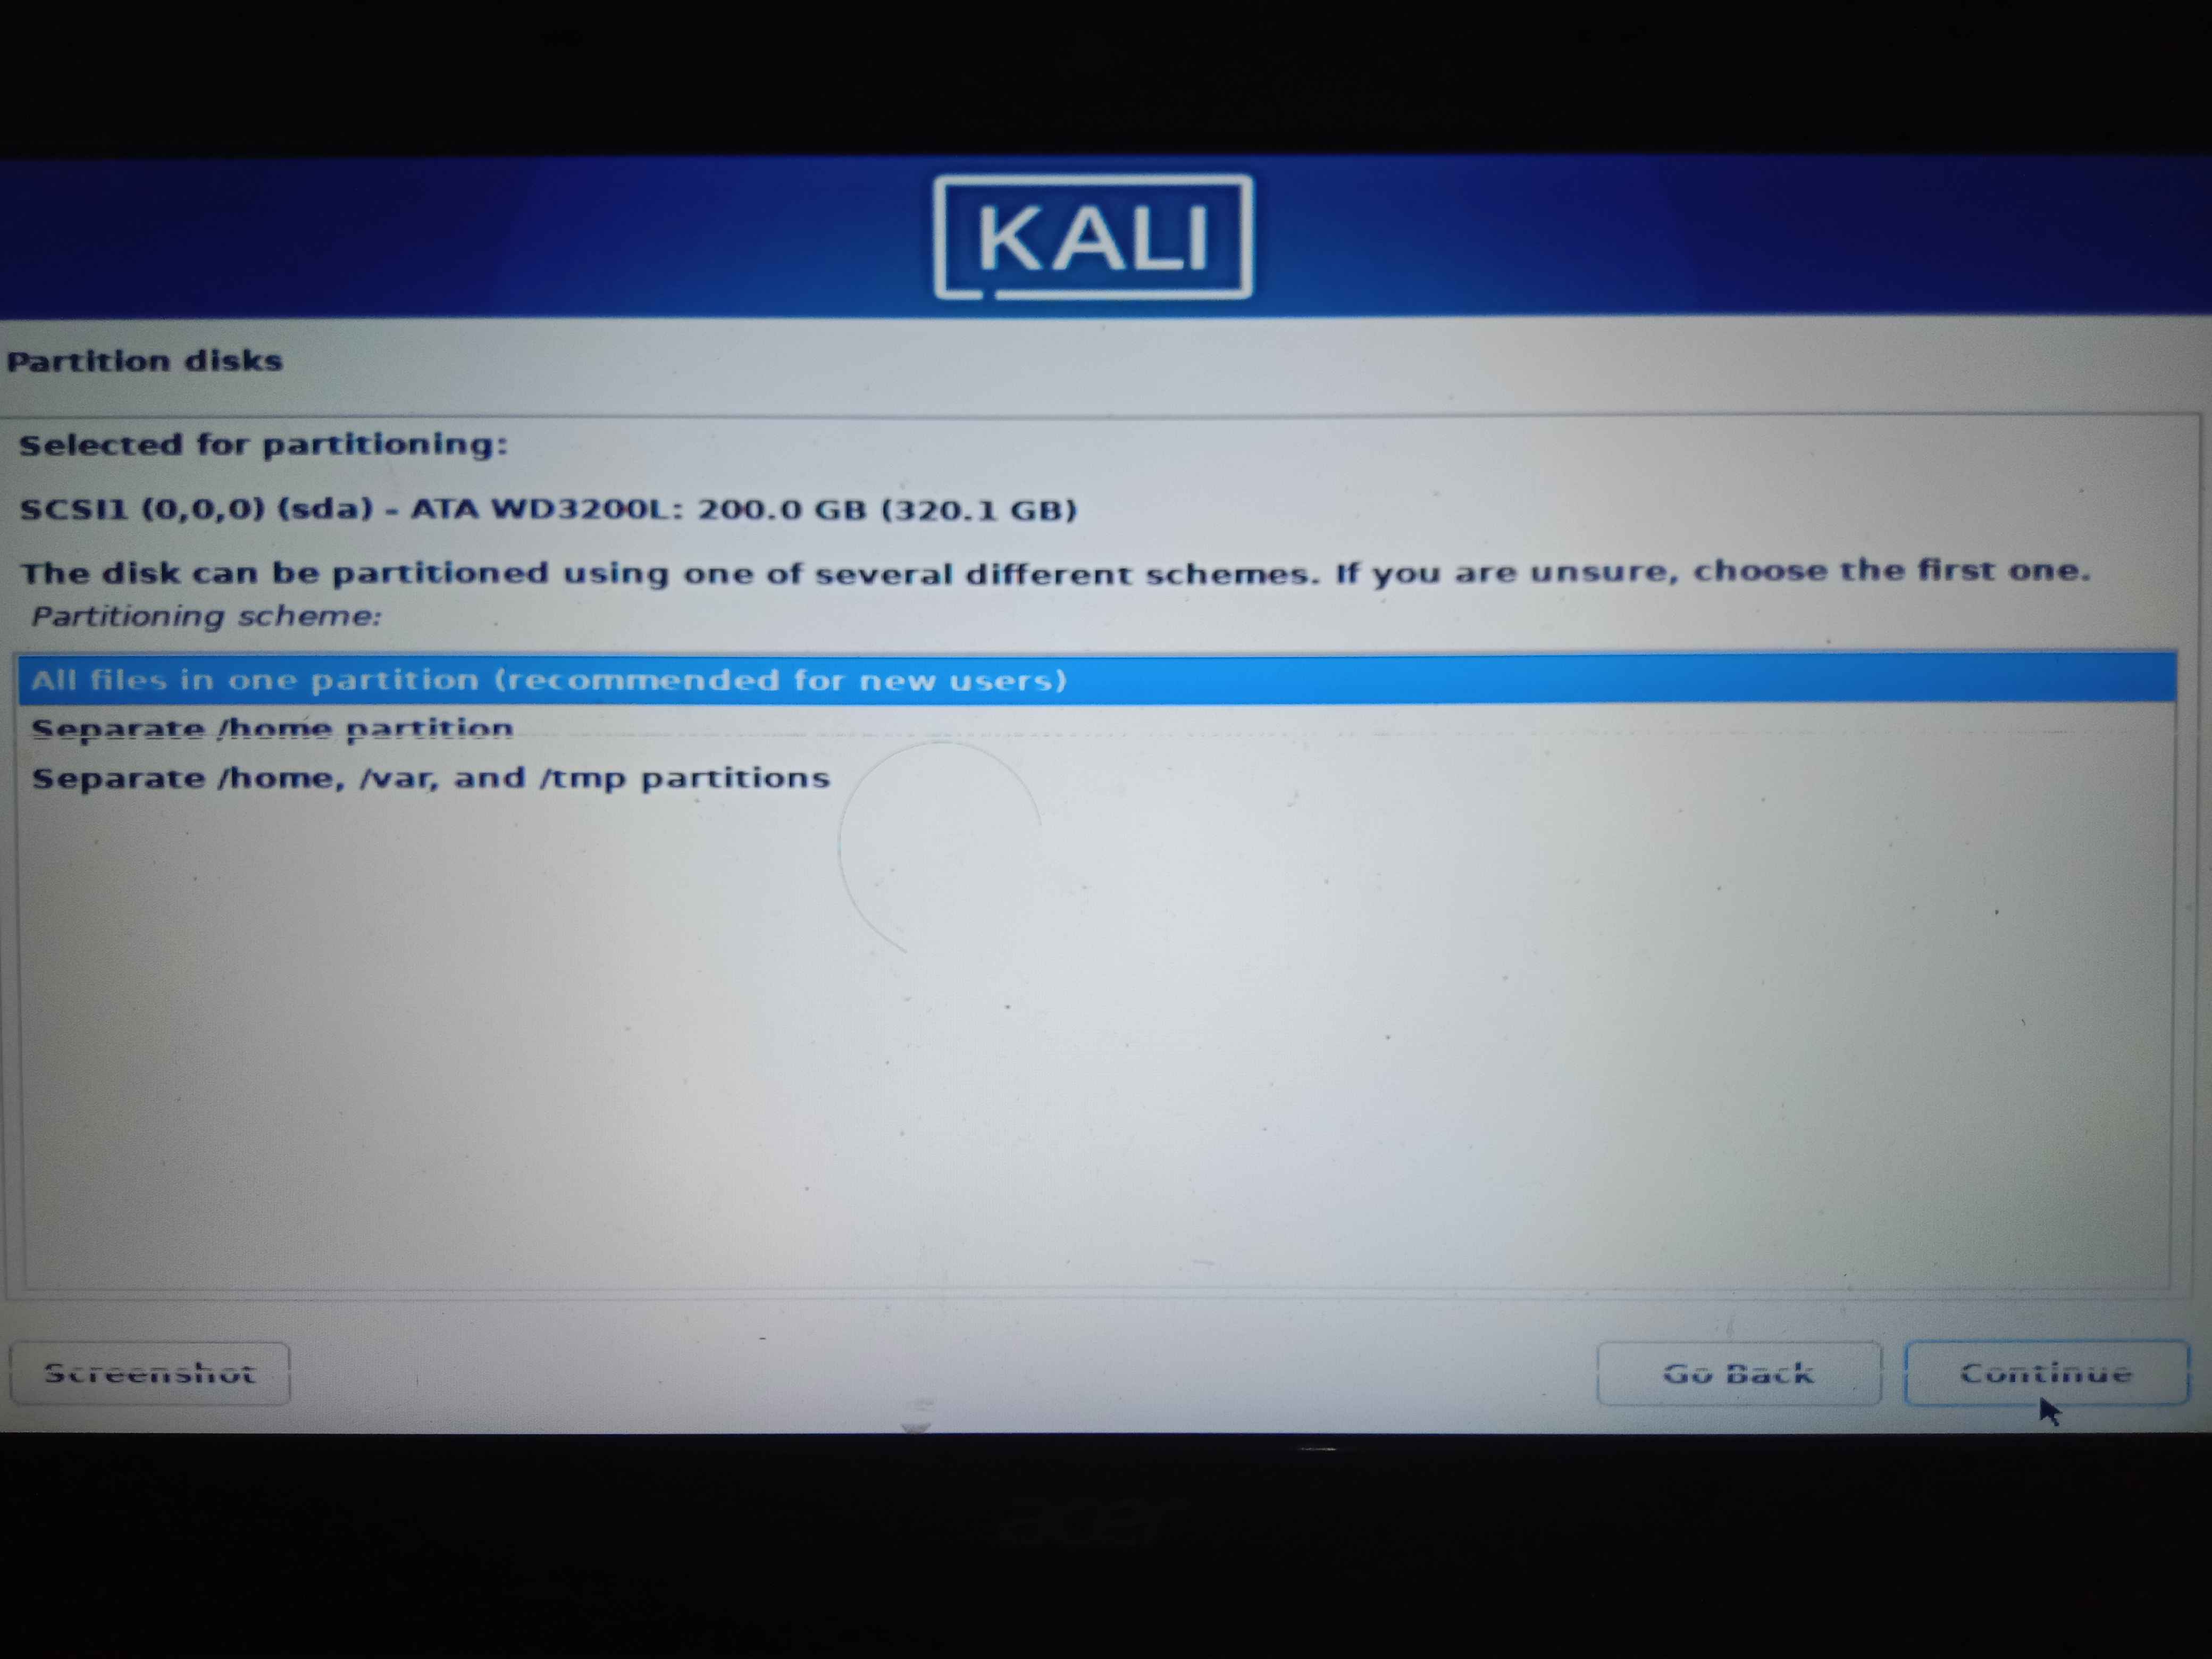 KALI
Partition disks
Selected for partitioning:
SCSI1 (0,0,0) (sda) - ATA WD3200L: 200.0 GB (320.1 GB)
The disk can be partitioned using one of several different schemes. If you are unsure, choose the first one.
Partitioning scheme:
All files in one partition (recommended for new users)
Separate /home partition
Separate /home, /var, and /tmp partitions
Screenshot
Go Back
Continue
acer